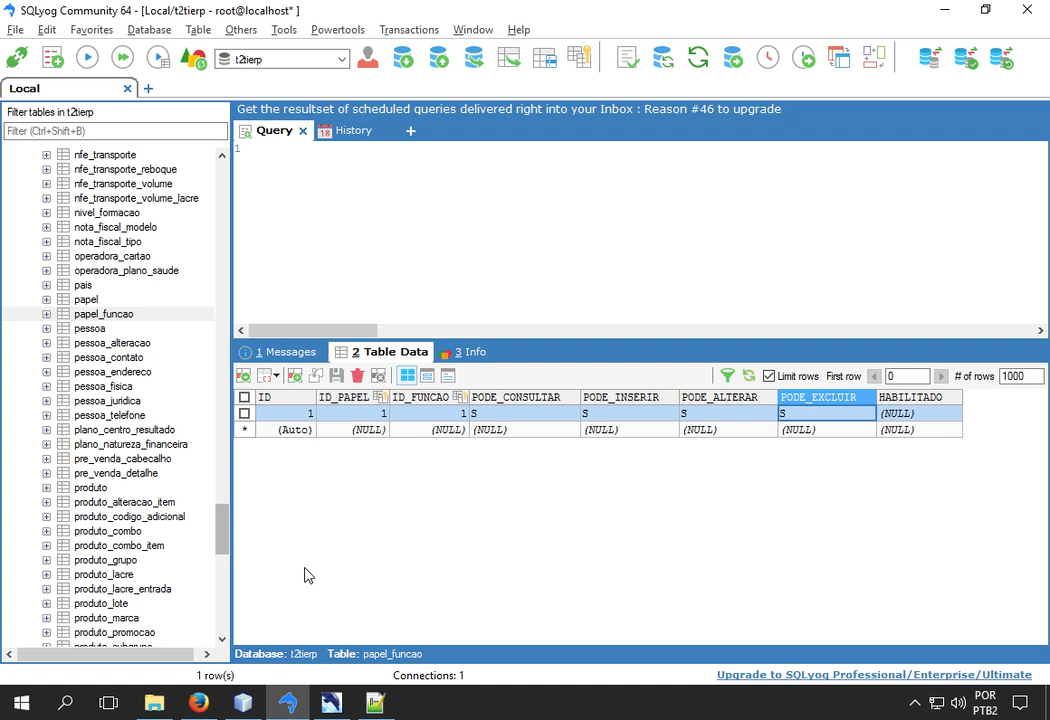 SQLyog Community 64 - [Local/t2tierp - root@localhost* ]
File Edit Favorites Database Table Others Tools Powertools Transactions Window Help
t2tierp
Local
Filter tables in t2tierp
Filter (Ctrl+Shift+B)
nfe_transporte
nfe_transporte_reboque
nfe_transporte_volume
nfe_transporte_volume_lacre
nivel_formacao
nota_fiscal_modelo
nota_fiscal_tipo
operadora_cartao
operadora_plano_saude
pais
papel
papel_funcao
pessoa
pessoa_alteracao
pessoa_contato
pessoa_endereco
pessoa_fisica
pessoa_juridica
pessoa_telefone
plano_centro_resultado
plano_natureza_financeira
pre_venda_cabecalho
pre_venda_detalhe
produto
produto_alteracao_item
produto_codigo_adicional
produto_combo
produto_combo_item
produto_grupo
produto_lacre
produto_lacre_entrada
produto_lote
produto_marca
produto_promocao
Get the resultset of scheduled queries delivered right into your Inbox : Reason #46 to upgrade
Query 18 History
1
1 Messages 2 Table Data 3 Info
Limit rows First row 0 # of rows 1000
ID ID_PAPEL ID_FUNCAO PODE_CONSULTAR PODE_INSERIR PODE_ALTERAR PODE_EXCLUIR HABILITADO
1 1 1 S S S S (NULL)
* (Auto) (NULL) (NULL) (NULL) (NULL) (NULL) (NULL) (NULL)
Database: t2tierp Table: papel_funcao
1 row(s) Connections: 1 Upgrade to SQLyog Professional/Enterprise/Ultimate
POR
PTB2